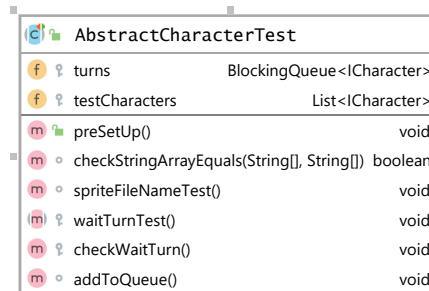 AbstractCharacterTest
turns BlockingQueue<ICharacter>
testCharacters List<ICharacter>
preSetUp() void
checkStringArrayEquals(String[], String[]) boolean
spriteFileNameTest() void
waitTurnTest() void
checkWaitTurn() void
addToQueue() void